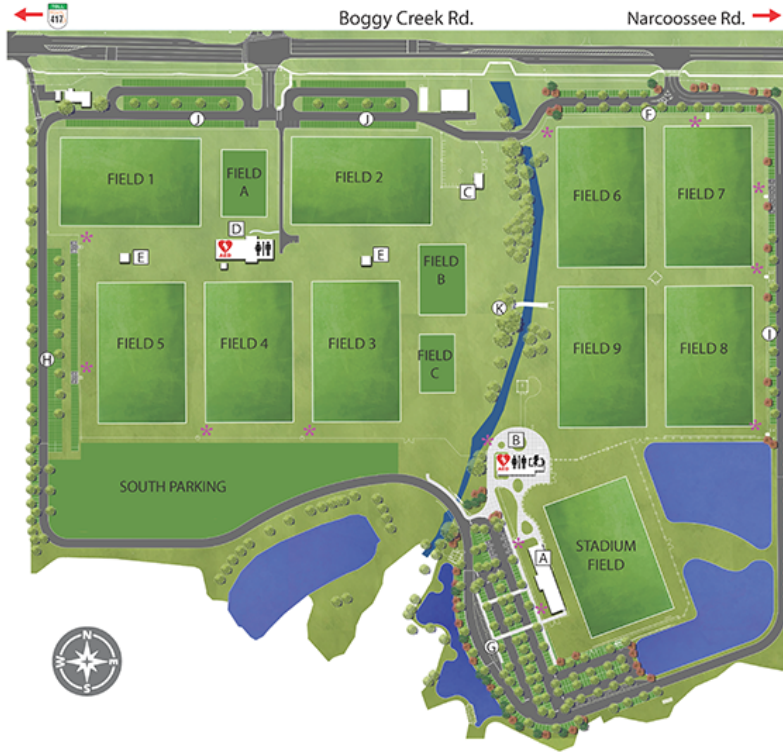 TOLL
417
Boggy Creek Rd.
Narcoossee Rd.
J
J
F
FIELD 1
FIELD
A
FIELD 2
C
FIELD 6
FIELD 7
D
AED
E
E
FIELD
B
K
FIELD 5
FIELD 4
FIELD 3
FIELD
C
FIELD 9
FIELD 8
H
I
B
AED
SOUTH PARKING
A
STADIUM
FIELD
G
N
W
E
S